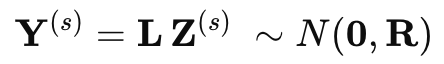 𝐘⁽ˢ⁾ = 𝐋 𝐙⁽ˢ⁾ ∼ N(𝟎, 𝐑)